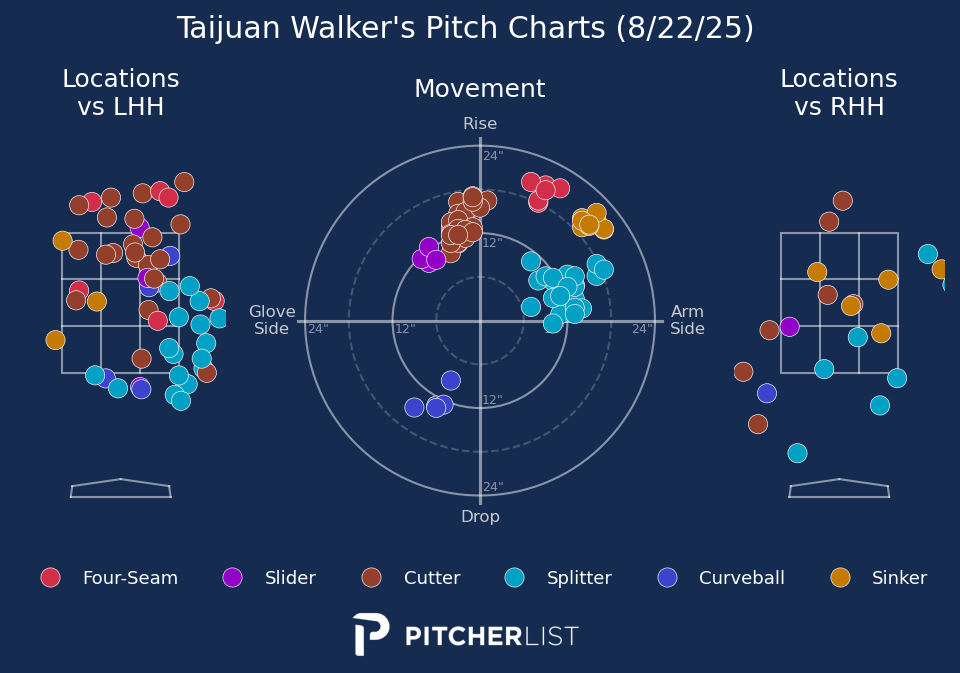 Taijuan Walker's Pitch Charts (8/22/25)
Locations
vs LHH
Movement
Locations
vs RHH
Rise
24"
12"
Glove
Side
24"
12"
24"
Arm
Side
12"
24"
Drop
Four-Seam
Slider
Cutter
Splitter
Curveball
Sinker
PITCHERLIST